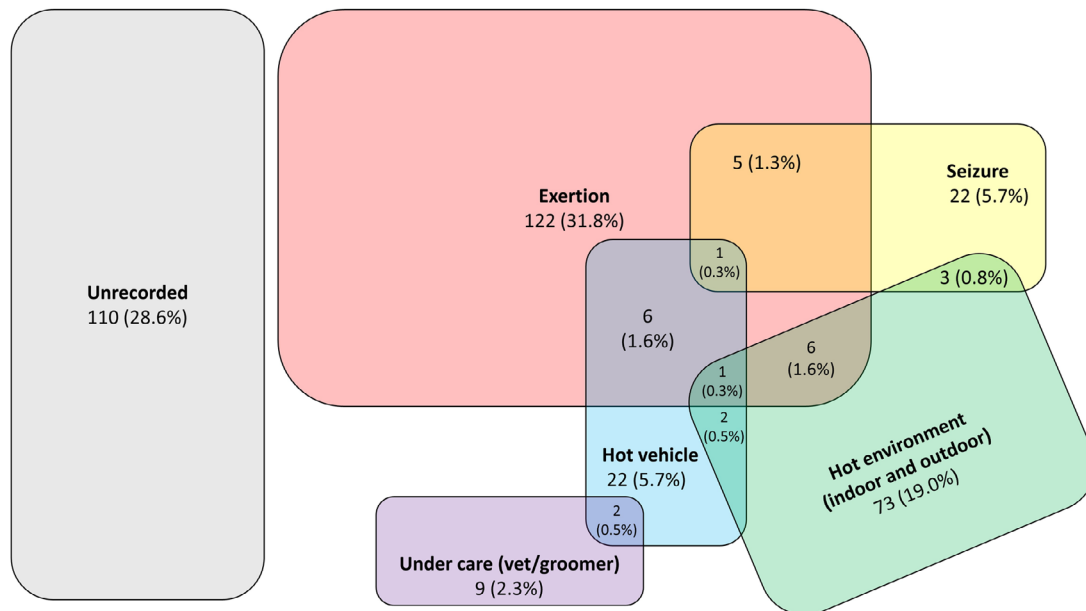 Unrecorded
110 (28.6%)
Exertion
122 (31.8%)
5 (1.3%)
Seizure
22 (5.7%)
1
(0.3%)
3 (0.8%)
6
(1.6%)
6
(1.6%)
1
(0.3%)
2
(0.5%)
Hot vehicle
22 (5.7%)
Hot environment
(indoor and outdoor)
73 (19.0%)
2
(0.5%)
Under care (vet/groomer)
9 (2.3%)